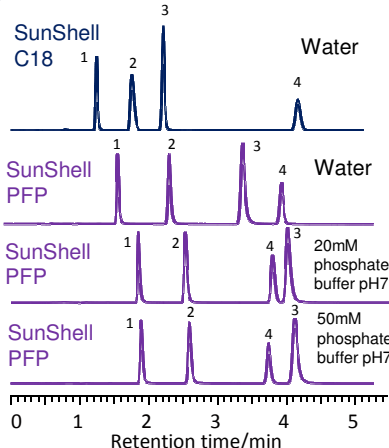 SunShell
C18
1
2
3
4
Water
SunShell
PFP
1
2
3
4
Water
SunShell
PFP
1
2
4
3
20mM
phosphate
buffer pH7
SunShell
PFP
1
2
4
3
50mM
phosphate
buffer pH7
0 1 2 3 4 5
Retention time/min